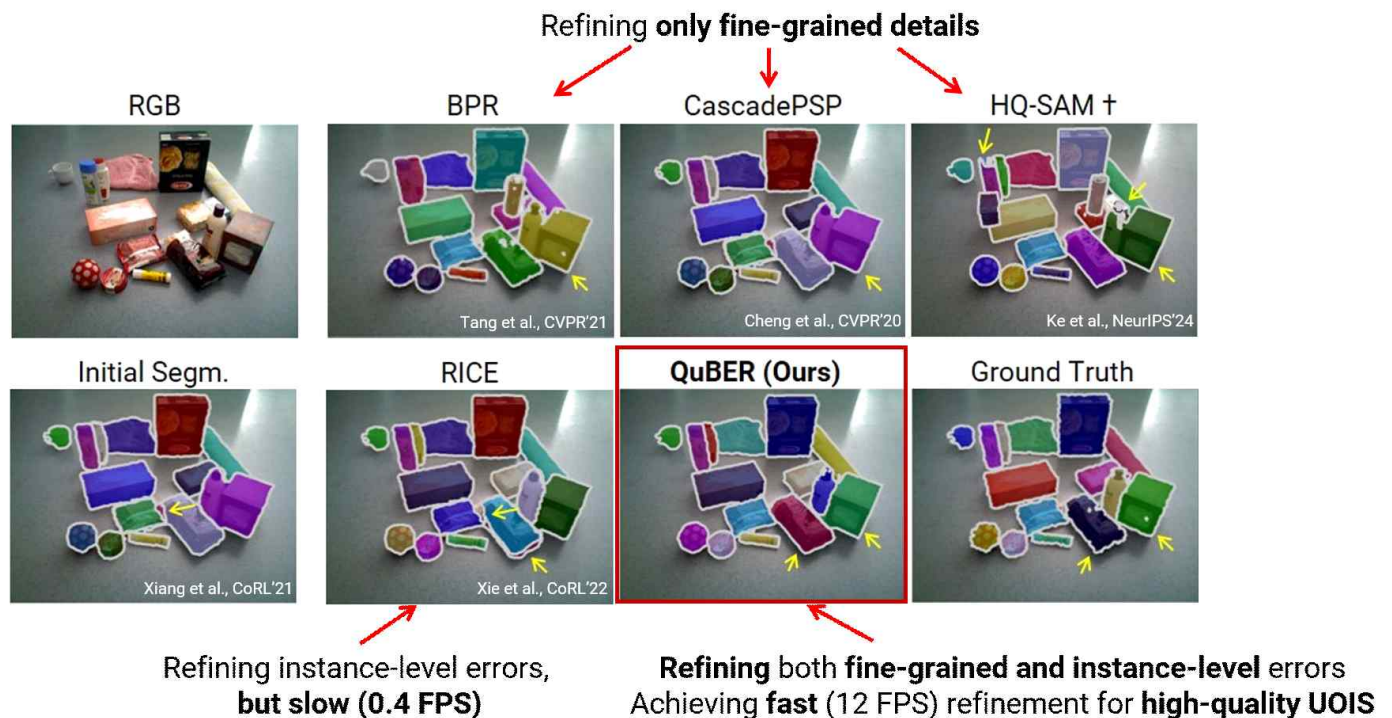 Refining only fine-grained details
RGB
BPR
CascadePSP
HQ-SAM †
Tang et al., CVPR’21
Cheng et al., CVPR’20
Ke et al., NeurIPS’24
Initial Segm.
RICE
QuBER (Ours)
Ground Truth
Xiang et al., CoRL’21
Xie et al., CoRL’22
Refining instance-level errors,
but slow (0.4 FPS)
Refining both fine-grained and instance-level errors
Achieving fast (12 FPS) refinement for high-quality UOIS